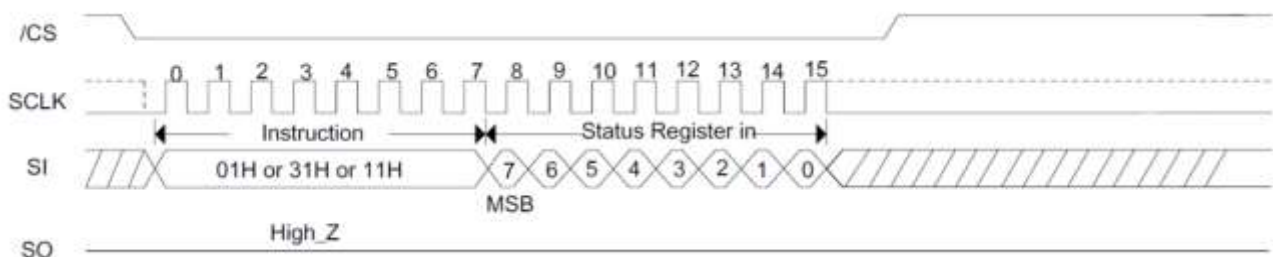 /CS
0 1 2 3 4 5 6 7 8 9 10 11 12 13 14 15
SCLK
Instruction Status Register in
SI 01H or 31H or 11H 7 6 5 4 3 2 1 0
MSB
High_Z
SO